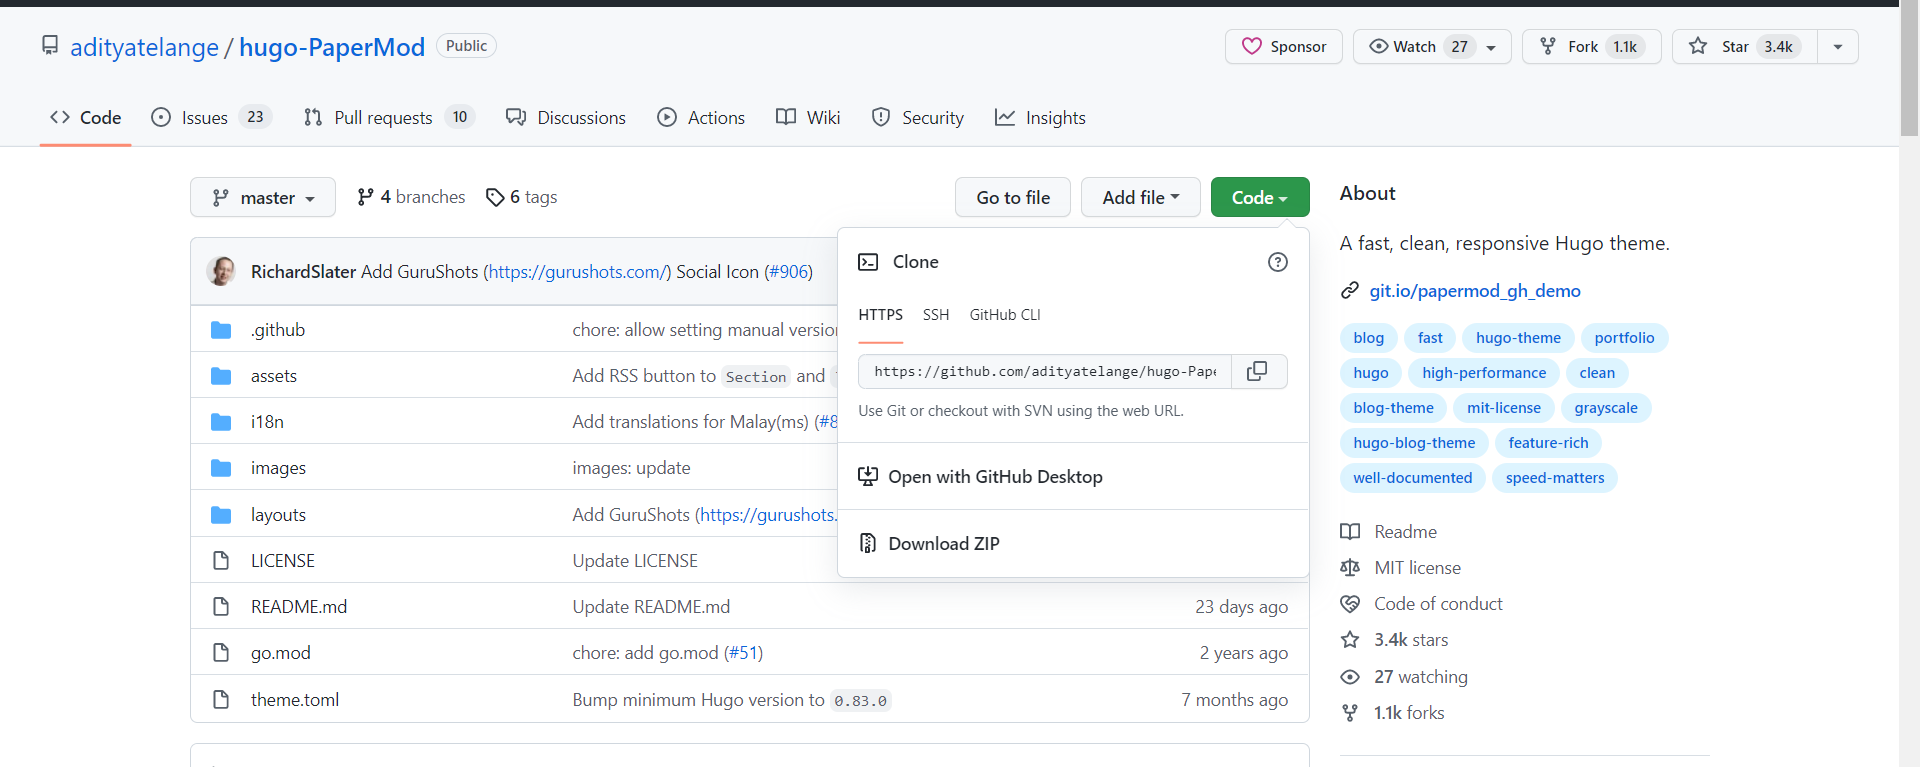 adityatelange / hugo-PaperMod Public
Sponsor Watch 27 Fork 1.1k Star 3.4k
Code Issues 23 Pull requests 10 Discussions Actions Wiki Security Insights
master 4 branches 6 tags Go to file Add file Code
RichardSlater Add GuruShots (https://gurushots.com/) Social Icon (#906)
.github chore: allow setting manual version
assets Add RSS button to Section and
i18n Add translations for Malay(ms) (#8
images images: update
layouts Add GuruShots (https://gurushots.
LICENSE Update LICENSE
README.md Update README.md 23 days ago
go.mod chore: add go.mod (#51) 2 years ago
theme.toml Bump minimum Hugo version to 0.83.0 7 months ago
Clone
HTTPS SSH GitHub CLI
https://github.com/adityatelange/hugo-Pape
Use Git or checkout with SVN using the web URL.
Open with GitHub Desktop
Download ZIP
About
A fast, clean, responsive Hugo theme.
git.io/papermod_gh_demo
blog fast hugo-theme portfolio
hugo high-performance clean
blog-theme mit-license grayscale
hugo-blog-theme feature-rich
well-documented speed-matters
Readme
MIT license
Code of conduct
3.4k stars
27 watching
1.1k forks